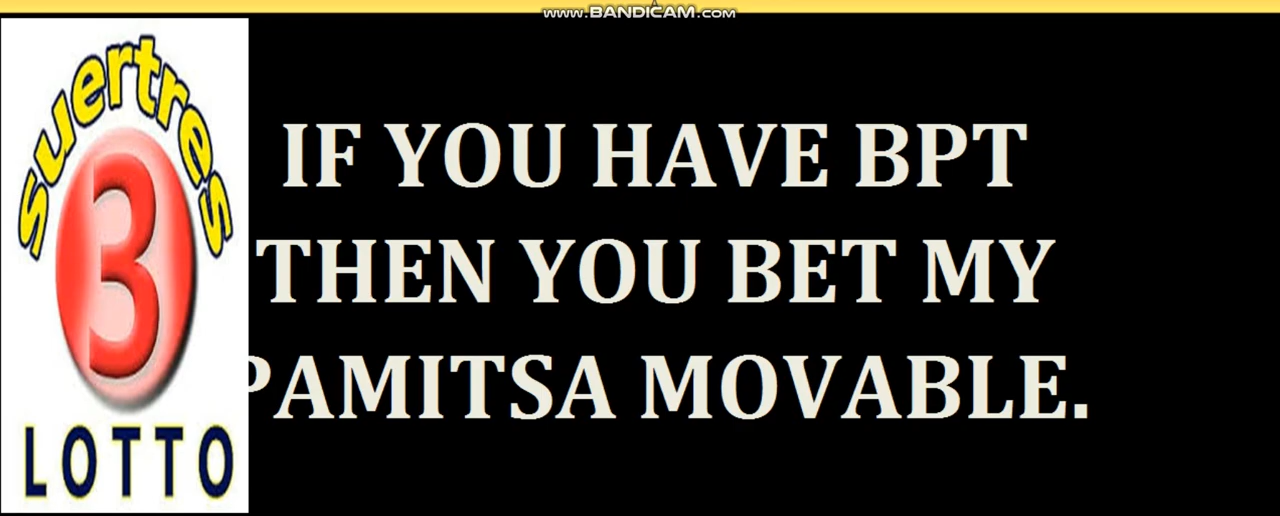 www.BANDICAM.com
suertres
3
LOTTO
IF YOU HAVE BPT
THEN YOU BET MY
PAMITSA MOVABLE.